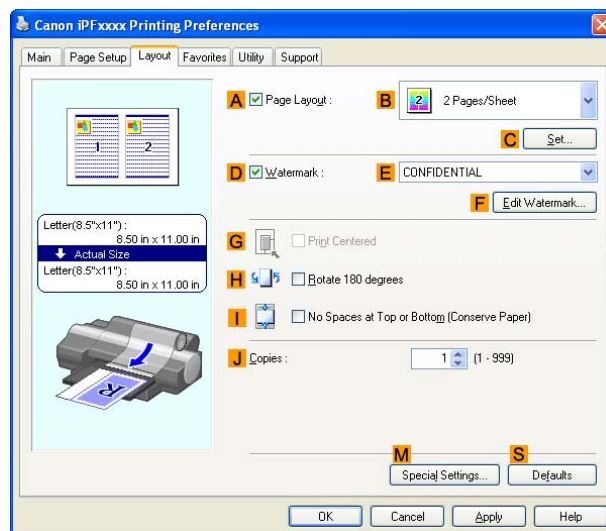 Canon iPFxxxx Printing Preferences
Main Page Setup Layout Favorites Utility Support
A Page Layout : B 2 2 Pages/Sheet
C Set...
D Watermark : E CONFIDENTIAL
F Edit Watermark...
1 2
Letter(8.5"x11") :
8.50 in x 11.00 in
Actual Size
Letter(8.5"x11") :
8.50 in x 11.00 in
R
G Print Centered
H Rotate 180 degrees
I No Spaces at Top or Bottom (Conserve Paper)
J Copies : 1 (1 - 999)
M S
Special Settings... Defaults
OK Cancel Apply Help